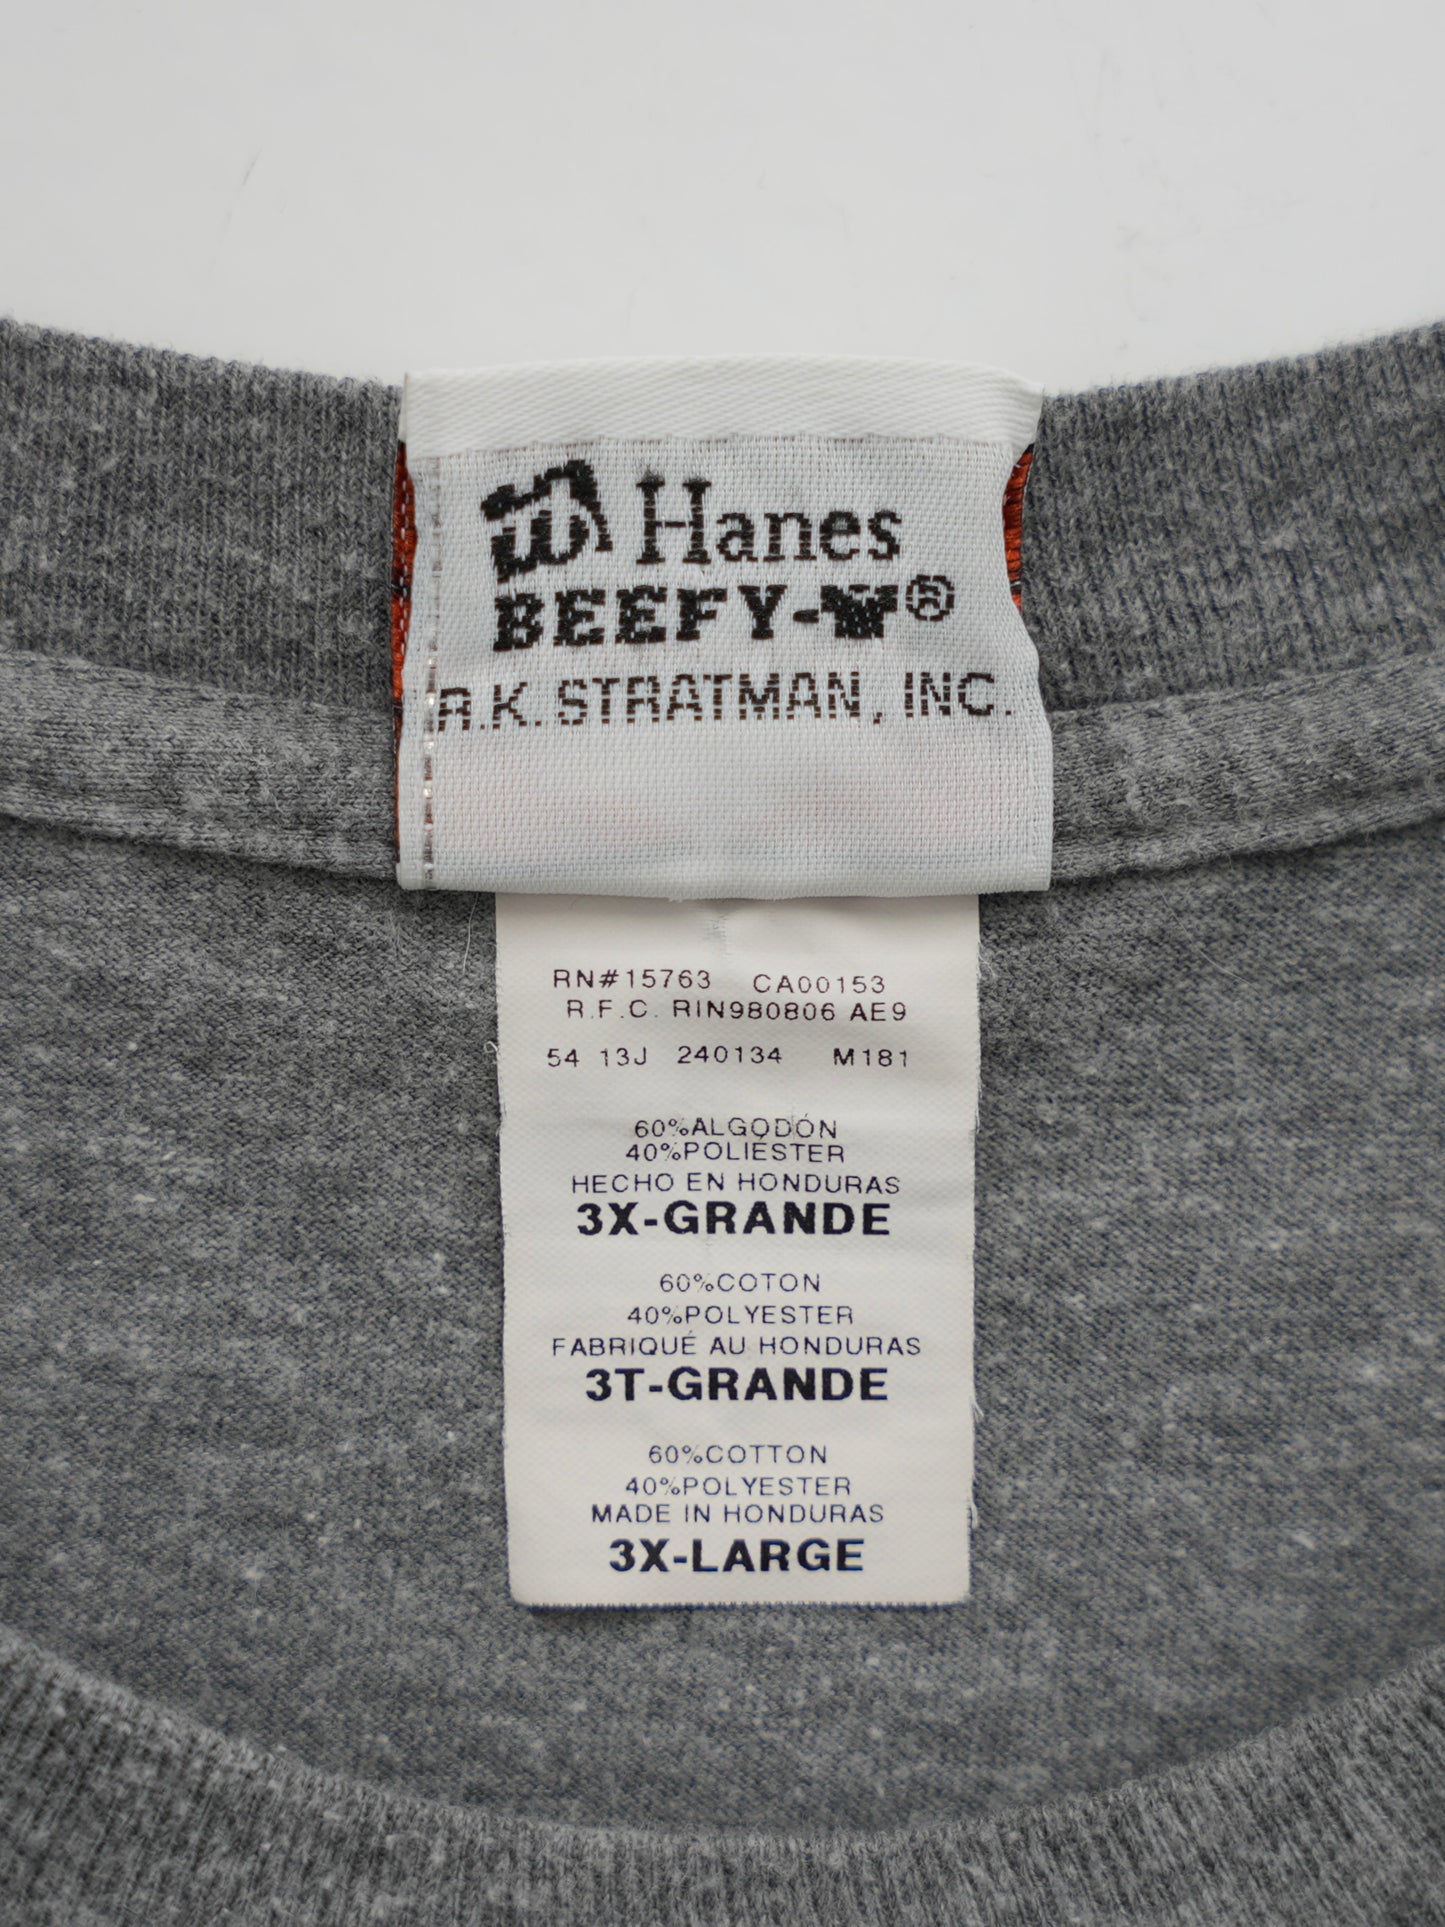 Hanes
BEEFY-T®
R.K. STRATMAN, INC.
RN#15763 CA00153
R.F.C. RIN980806 AE9
54 13J 240134 M181
60%ALGODÓN
40%POLIÉSTER
HECHO EN HONDURAS
3X-GRANDE
60%COTON
40%POLYESTER
FABRIQUÉ AU HONDURAS
3T-GRANDE
60%COTTON
40%POLYESTER
MADE IN HONDURAS
3X-LARGE